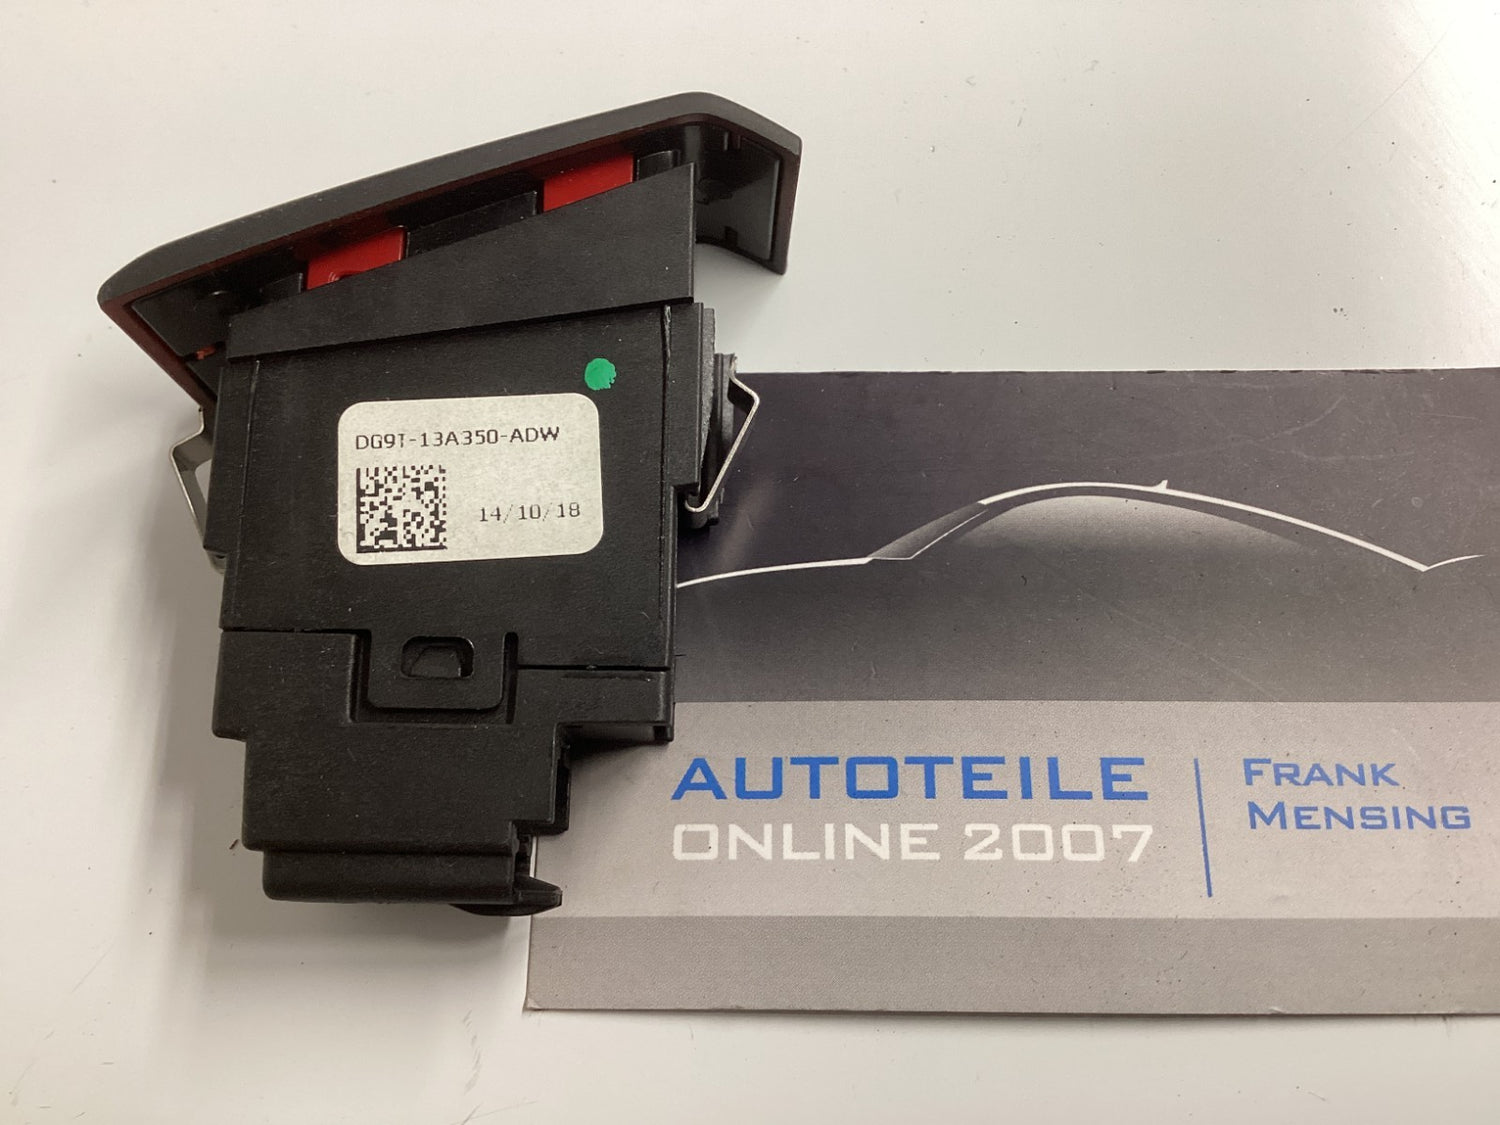 DG9T-13A350-ADW
14/10/18
AUTOTEILE
ONLINE 2007
FRANK
MENSING